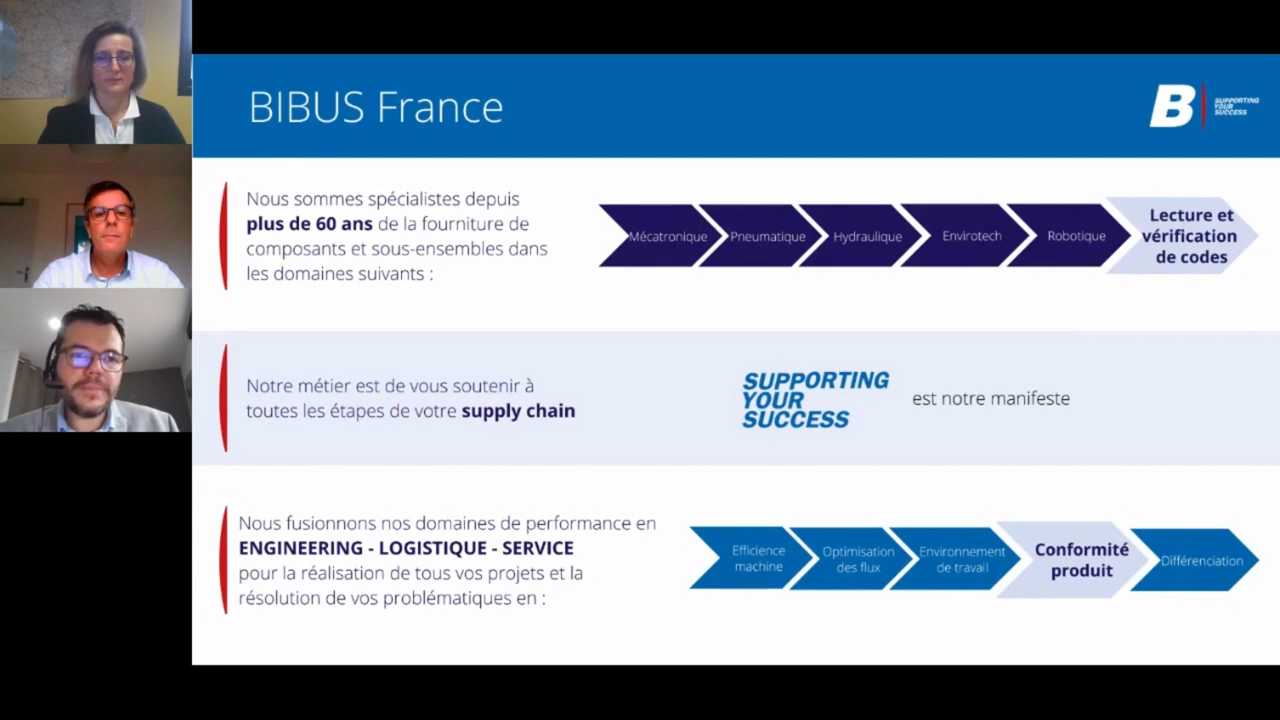 BIBUS France
B
SUPPORTING
YOUR
SUCCESS
Nous sommes spécialistes depuis
plus de 60 ans de la fourniture de
composants et sous-ensembles dans
les domaines suivants :
Mécatronique
Pneumatique
Hydraulique
Envirotech
Robotique
Lecture et
vérification
de codes
Notre métier est de vous soutenir à
toutes les étapes de votre supply chain
SUPPORTING
YOUR
SUCCESS
est notre manifeste
Nous fusionnons nos domaines de performance en
ENGINEERING - LOGISTIQUE - SERVICE
pour la réalisation de tous vos projets et la
résolution de vos problématiques en :
Efficience
machine
Optimisation
des flux
Environnement
de travail
Conformité
produit
Différenciation